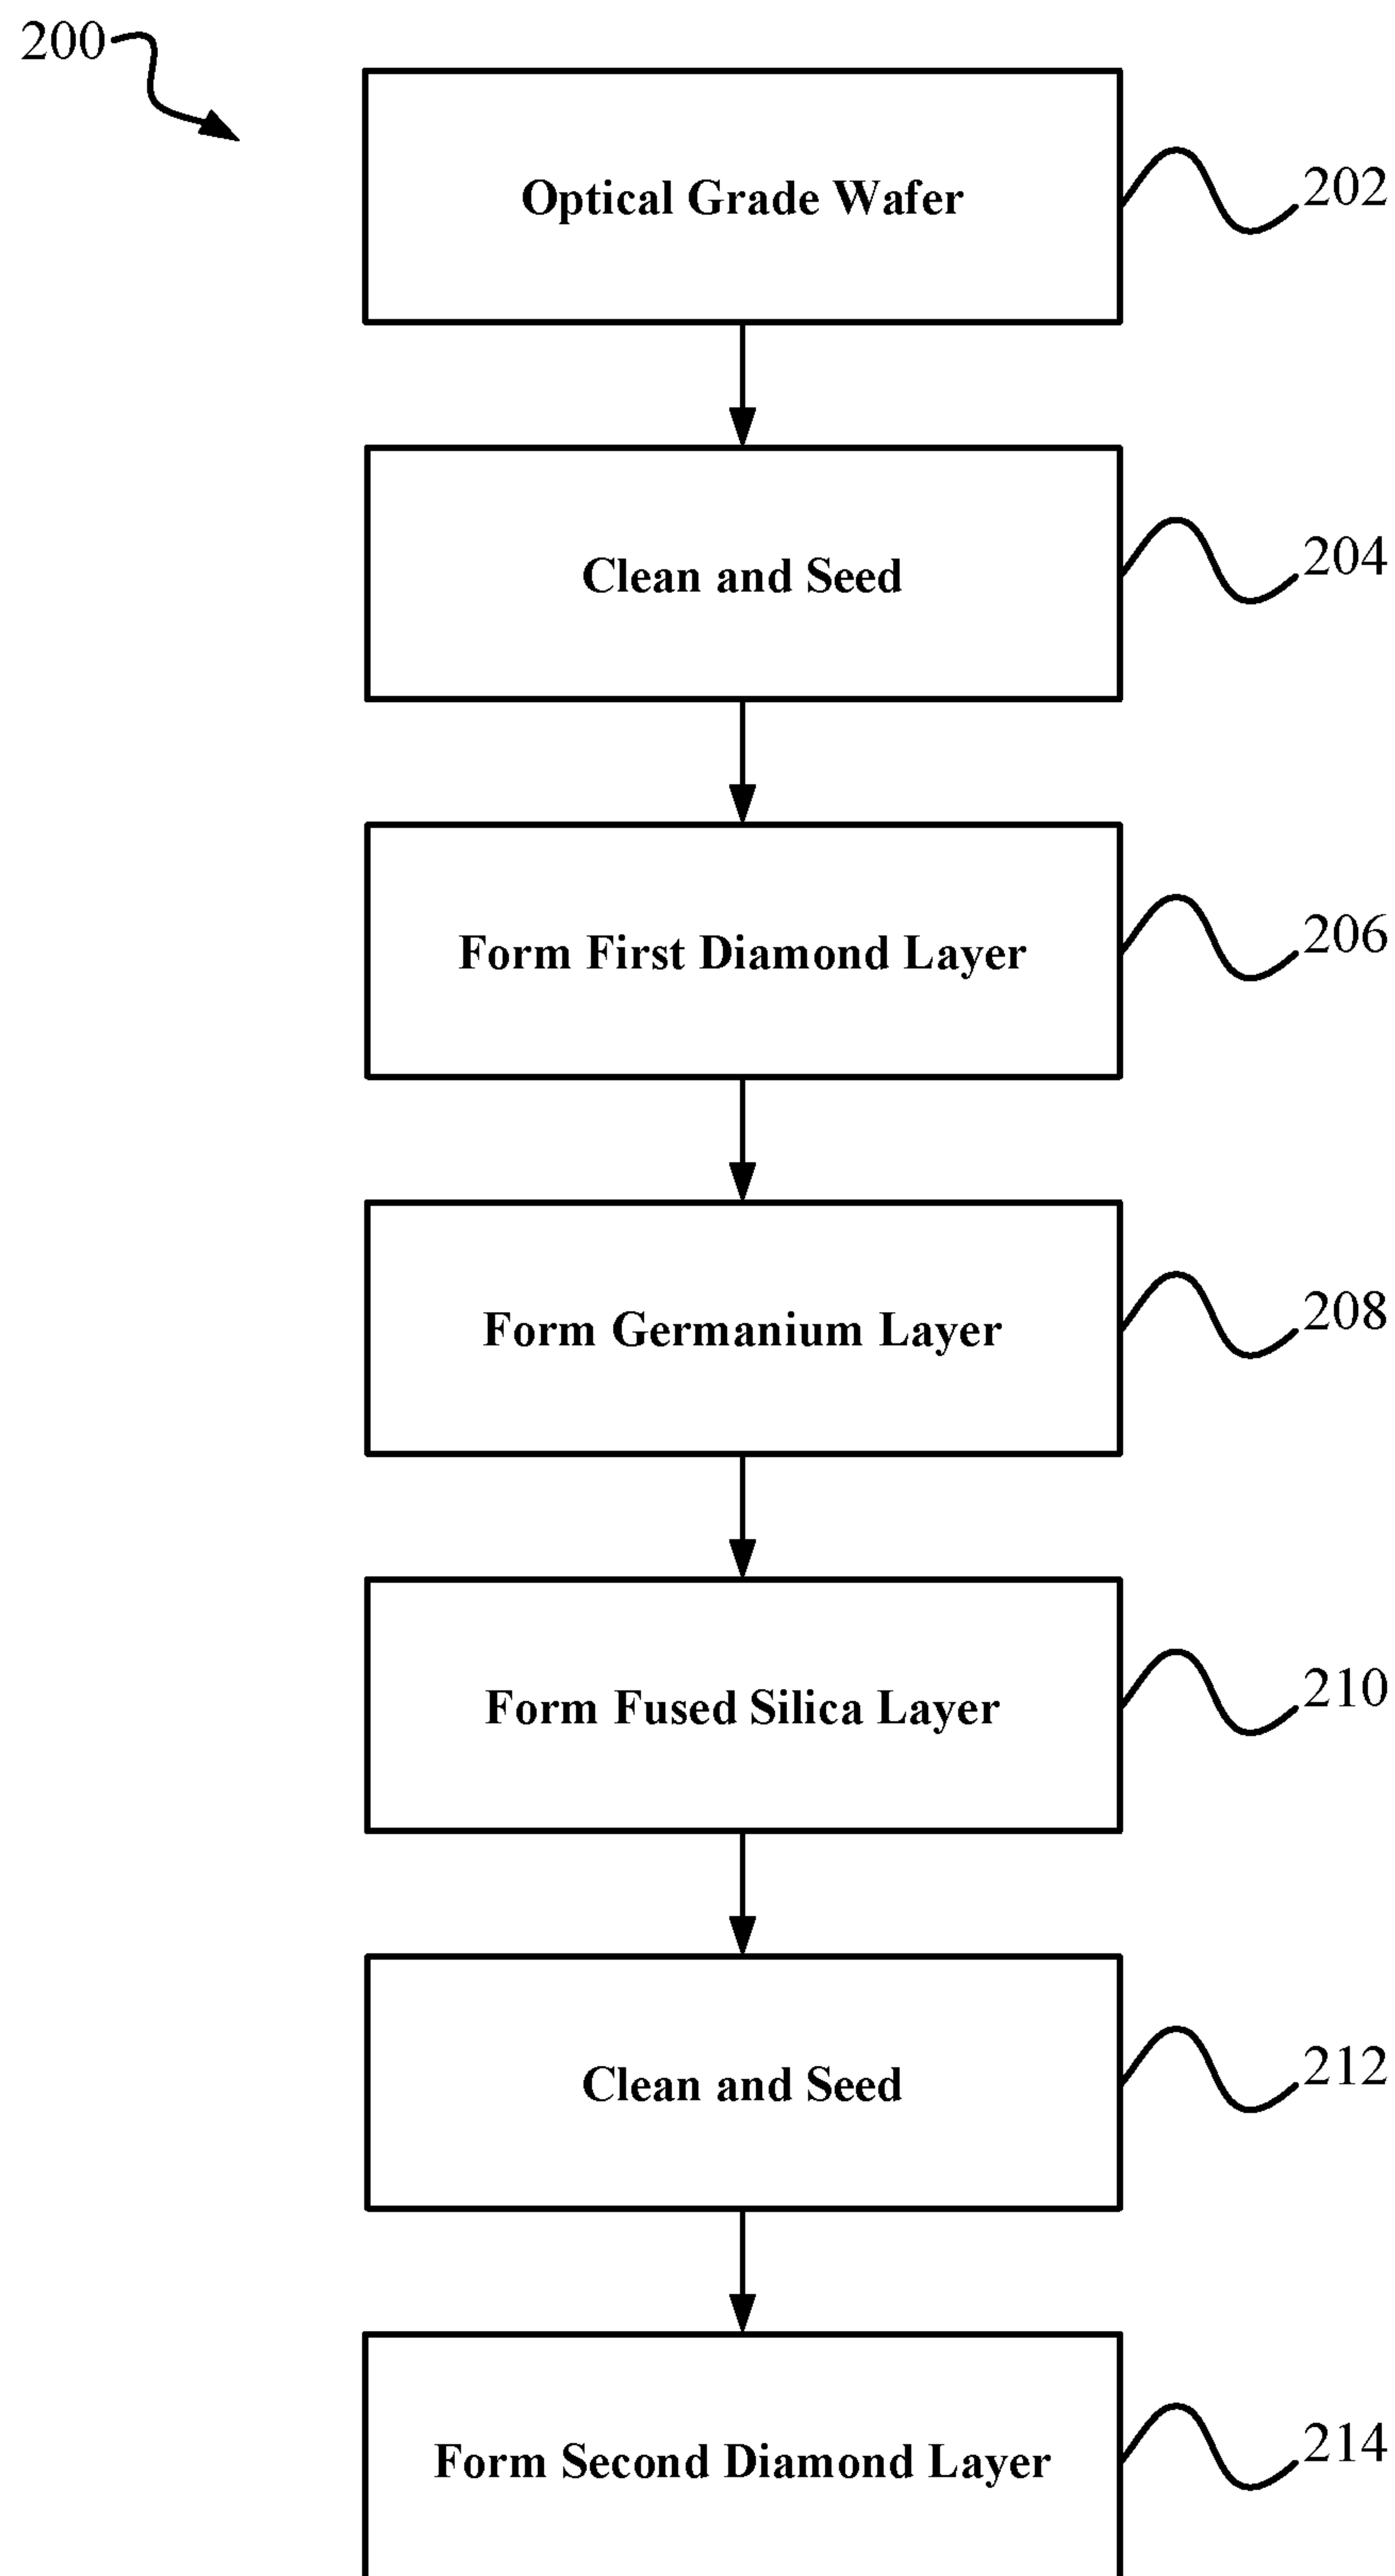 200
Optical Grade Wafer
202
Clean and Seed
204
Form First Diamond Layer
206
Form Germanium Layer
208
Form Fused Silica Layer
210
Clean and Seed
212
Form Second Diamond Layer
214